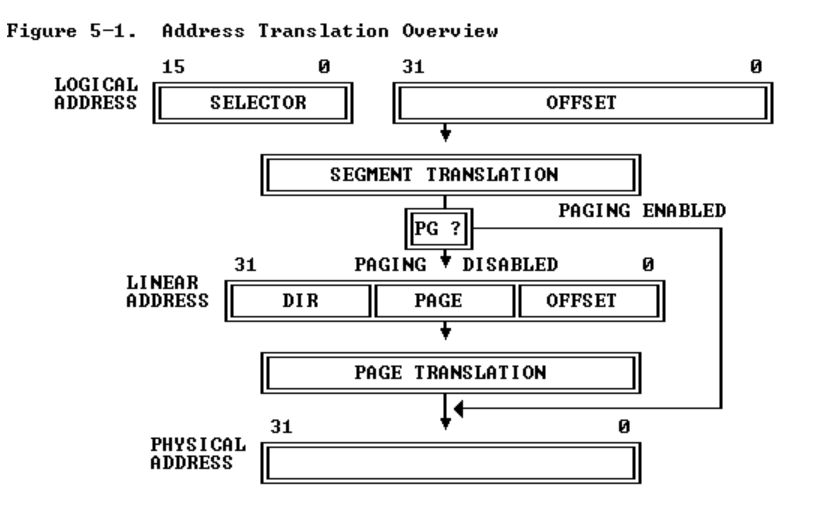 Figure 5-1. Address Translation Overview
15 0 31 0
LOGICAL
ADDRESS SELECTOR OFFSET
SEGMENT TRANSLATION
PAGING ENABLED
PG ?
31 PAGING DISABLED 0
LINEAR
ADDRESS DIR PAGE OFFSET
PAGE TRANSLATION
31 0
PHYSICAL
ADDRESS